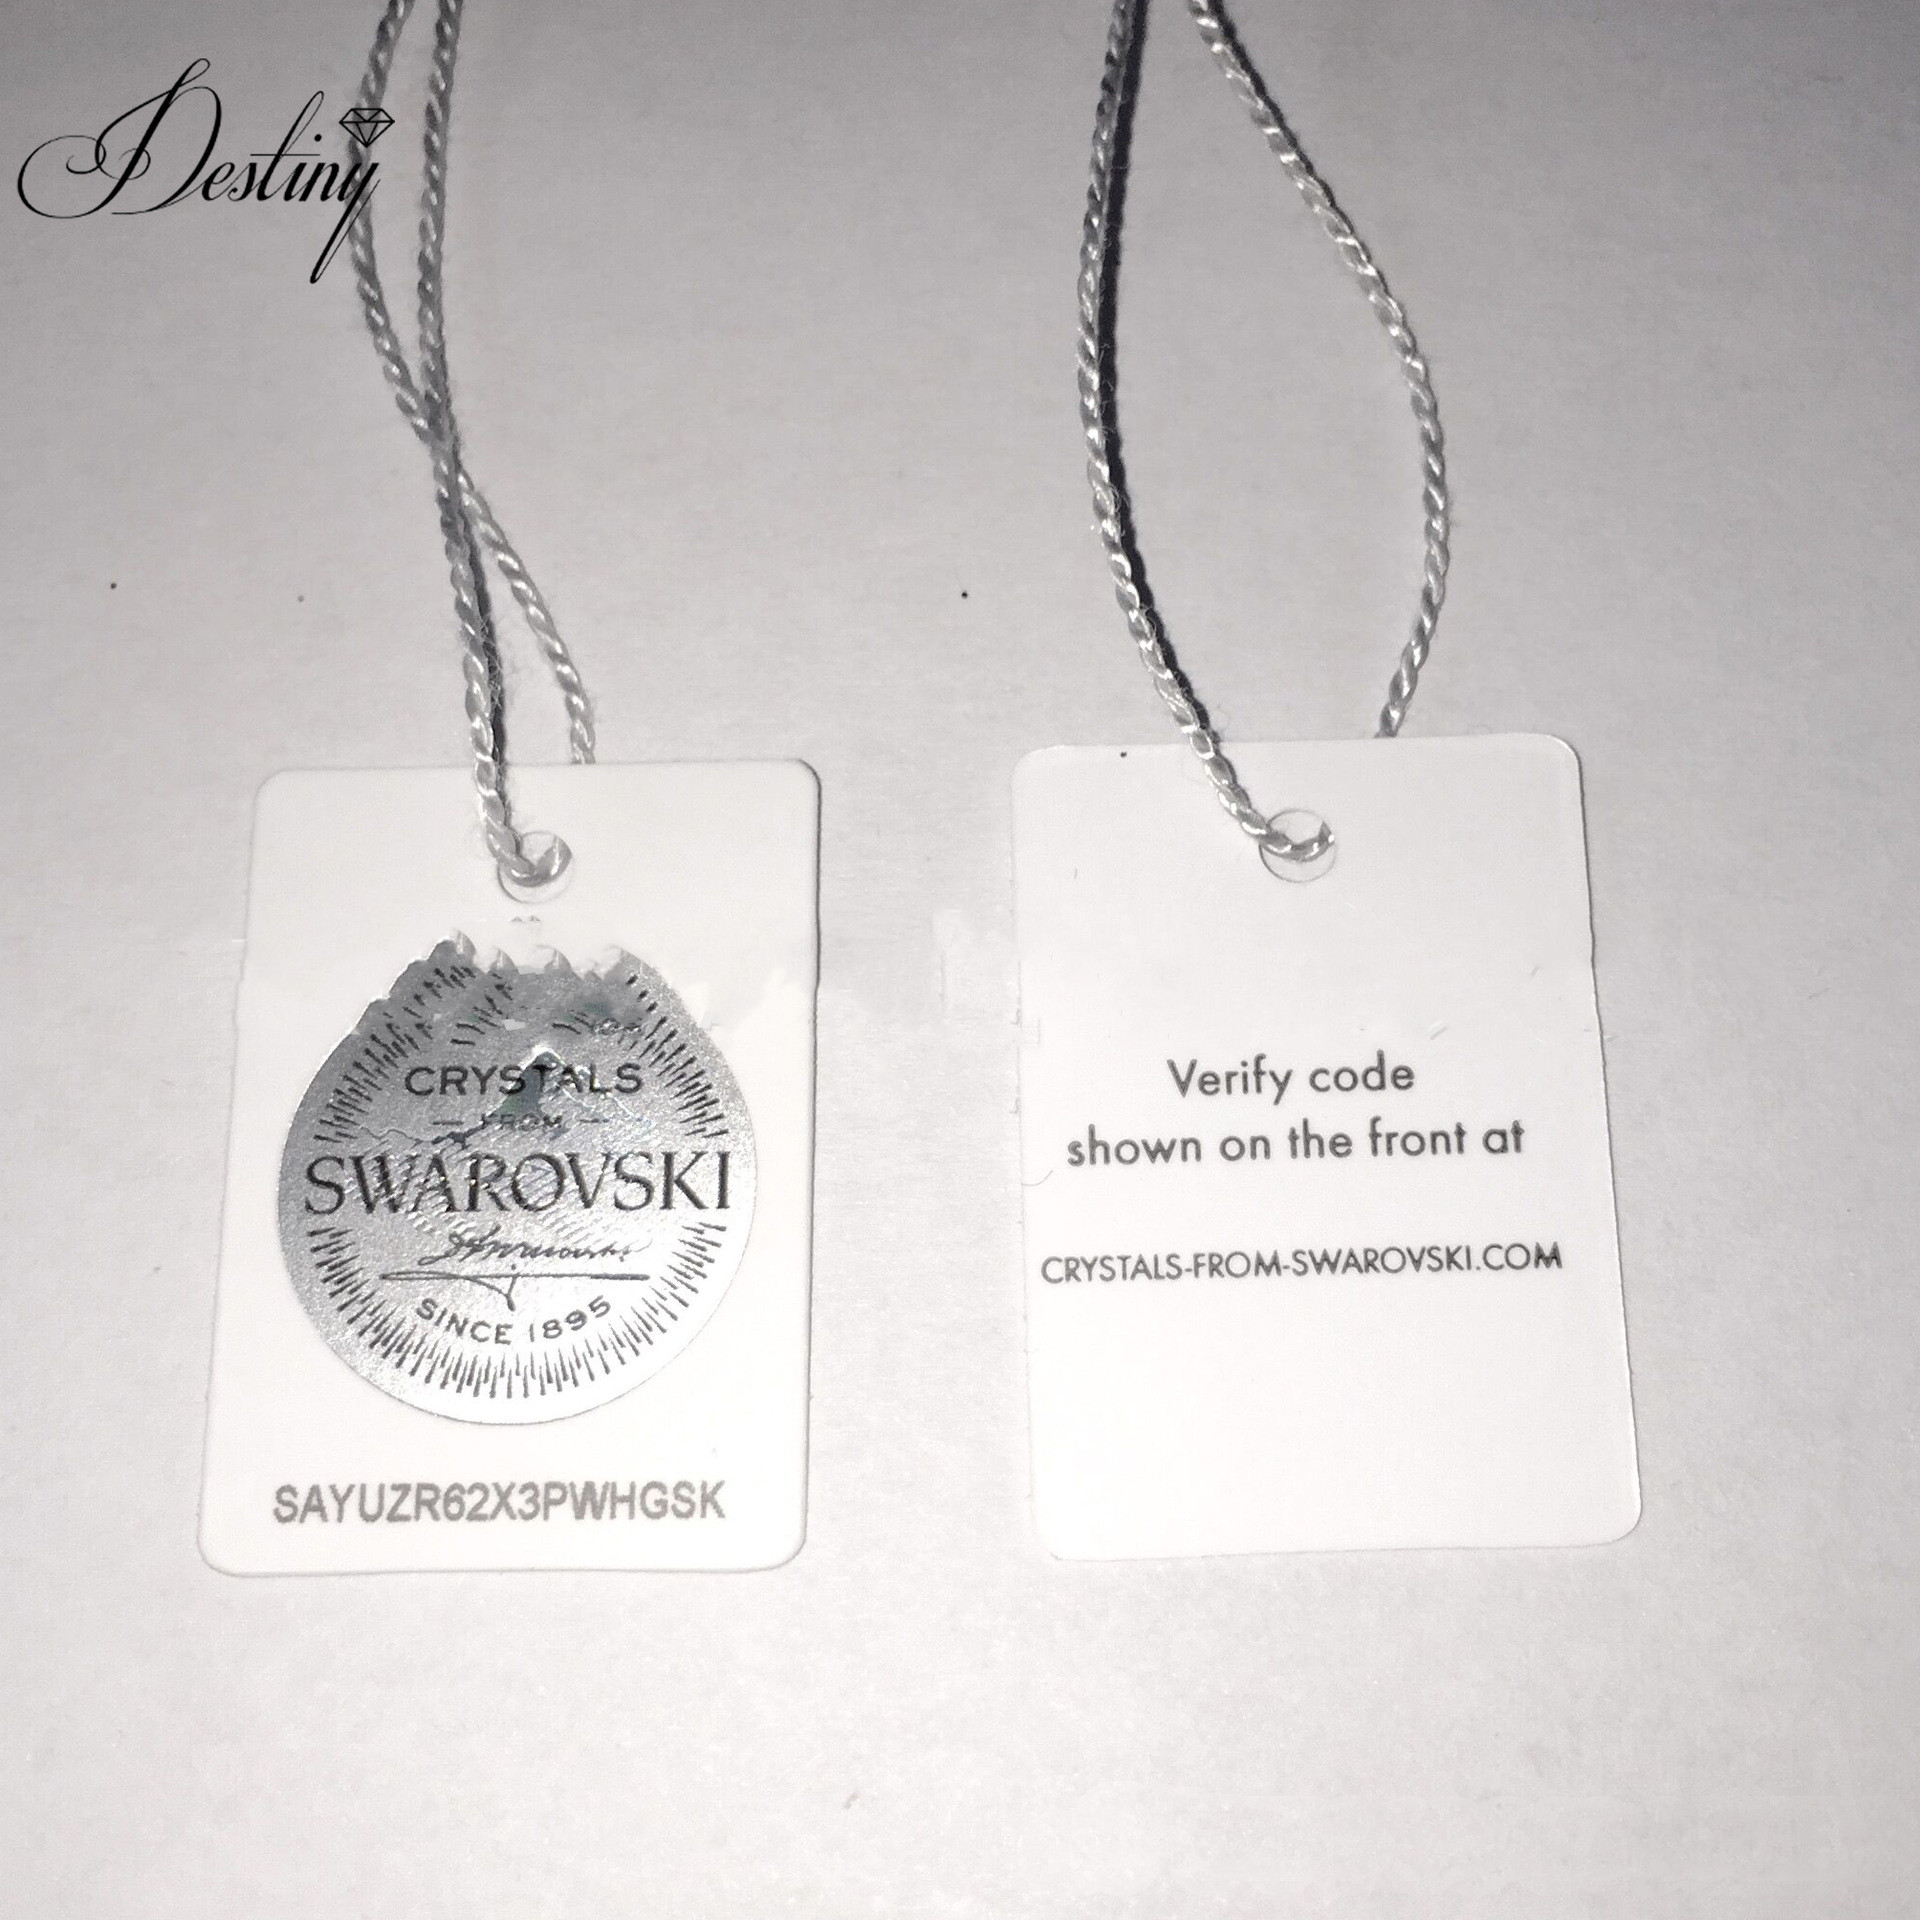 Destiny
CRYSTALS
FROM
SWAROVSKI
SINCE 1895
SAYUZR62X3PWHGSK
Verify code
shown on the front at
CRYSTALS-FROM-SWAROVSKI.COM